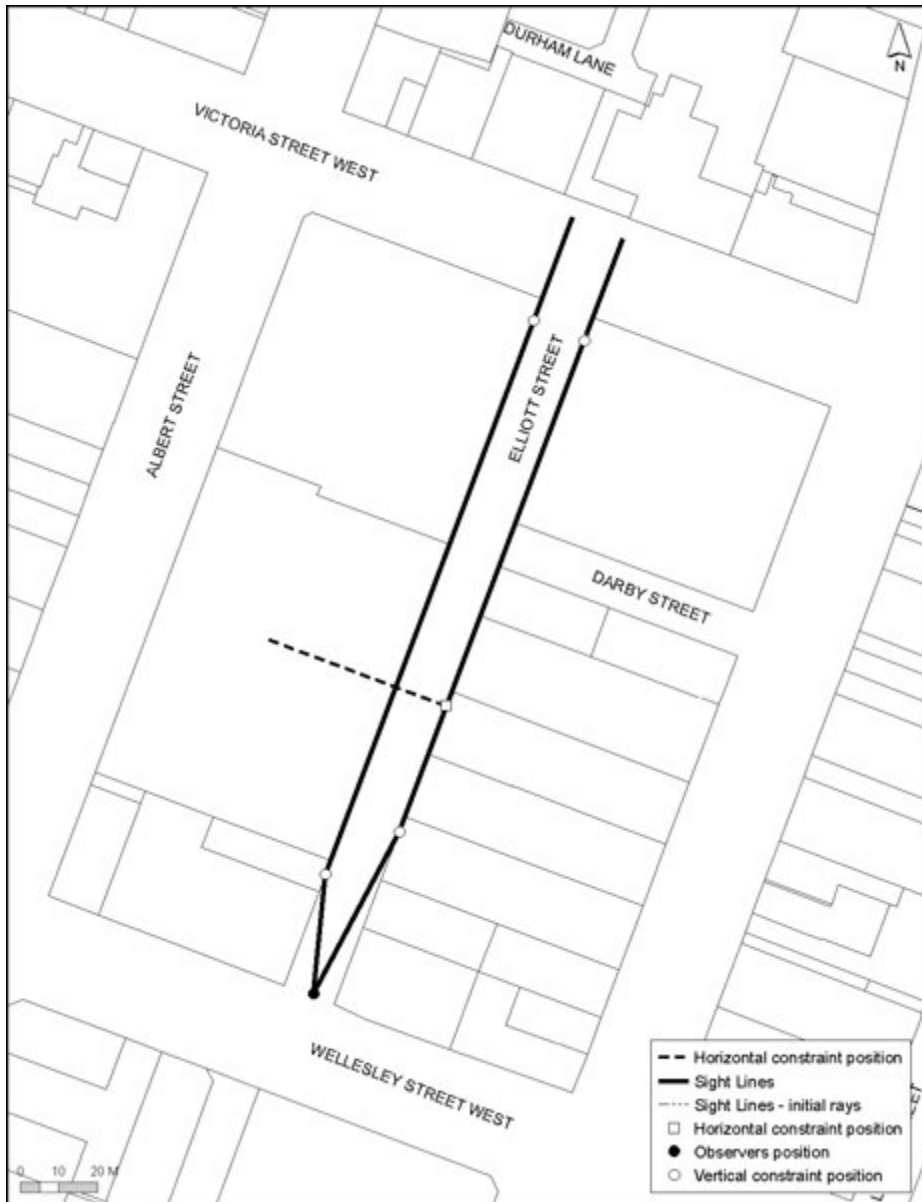 DURHAM LANE
N
VICTORIA STREET WEST
ALBERT STREET
ELLIOTT STREET
DARBY STREET
WELLESLEY STREET WEST
Horizontal constraint position
Sight Lines
Sight Lines - initial rays
Horizontal constraint position
Observers position
Vertical constraint position
0 10 20 M